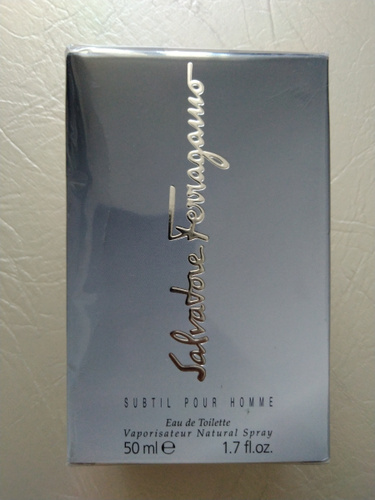 Salvatore Ferragamo
SUBTIL POUR HOMME
Eau de Toilette
Vaporisateur Natural Spray
50 ml ℮ 1.7 fl.oz.